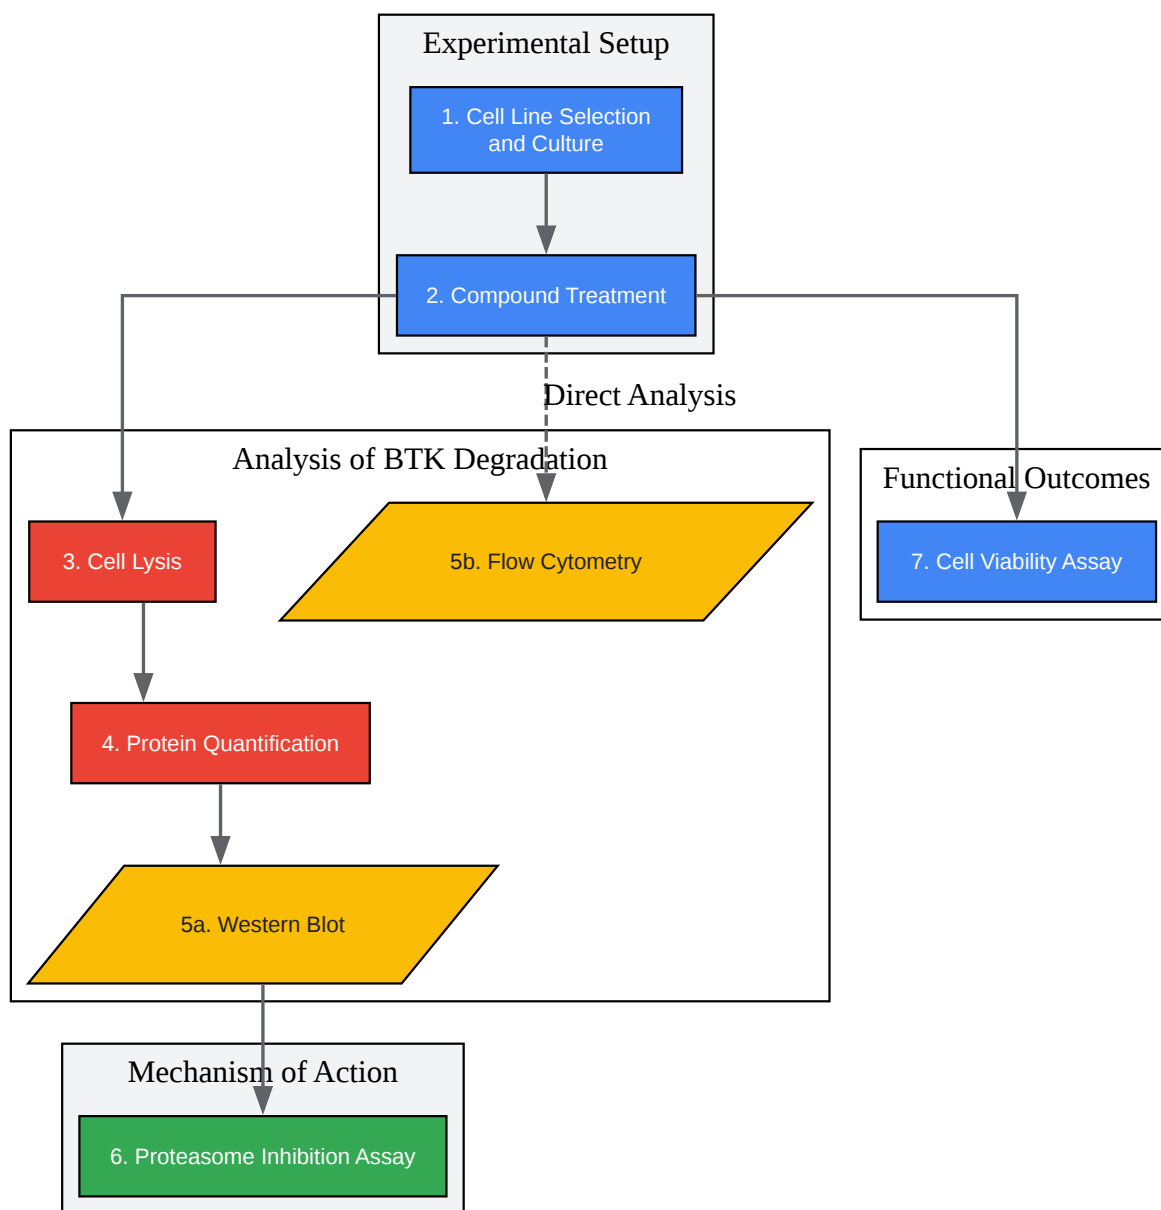 Experimental Setup
1. Cell Line Selection
and Culture
2. Compound Treatment
Direct Analysis
Analysis of BTK Degradation
Functional Outcomes
3. Cell Lysis
5b. Flow Cytometry
7. Cell Viability Assay
4. Protein Quantification
5a. Western Blot
Mechanism of Action
6. Proteasome Inhibition Assay